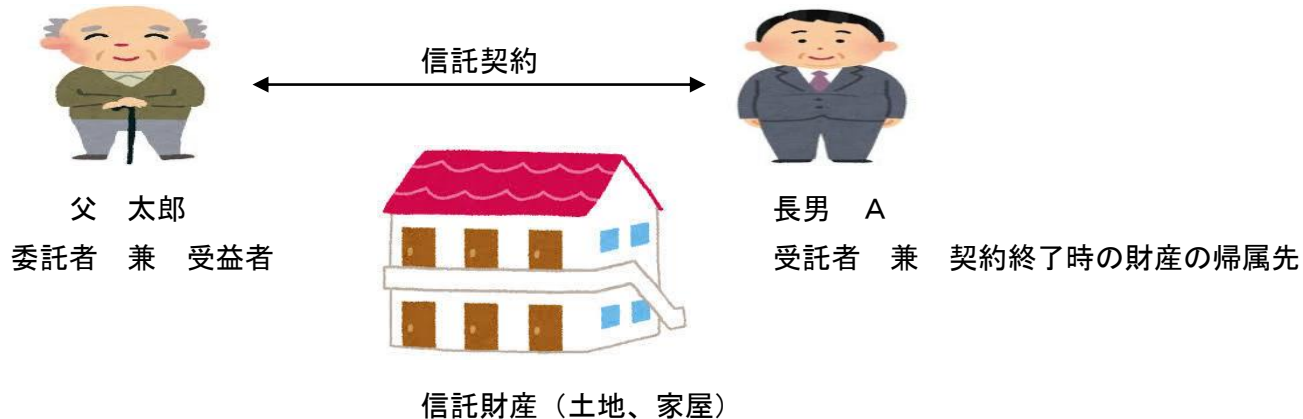 信託契約
父　太郎
委託者　兼　受益者
長男　A
受託者　兼　契約終了時の財産の帰属先
信託財産（土地、家屋）